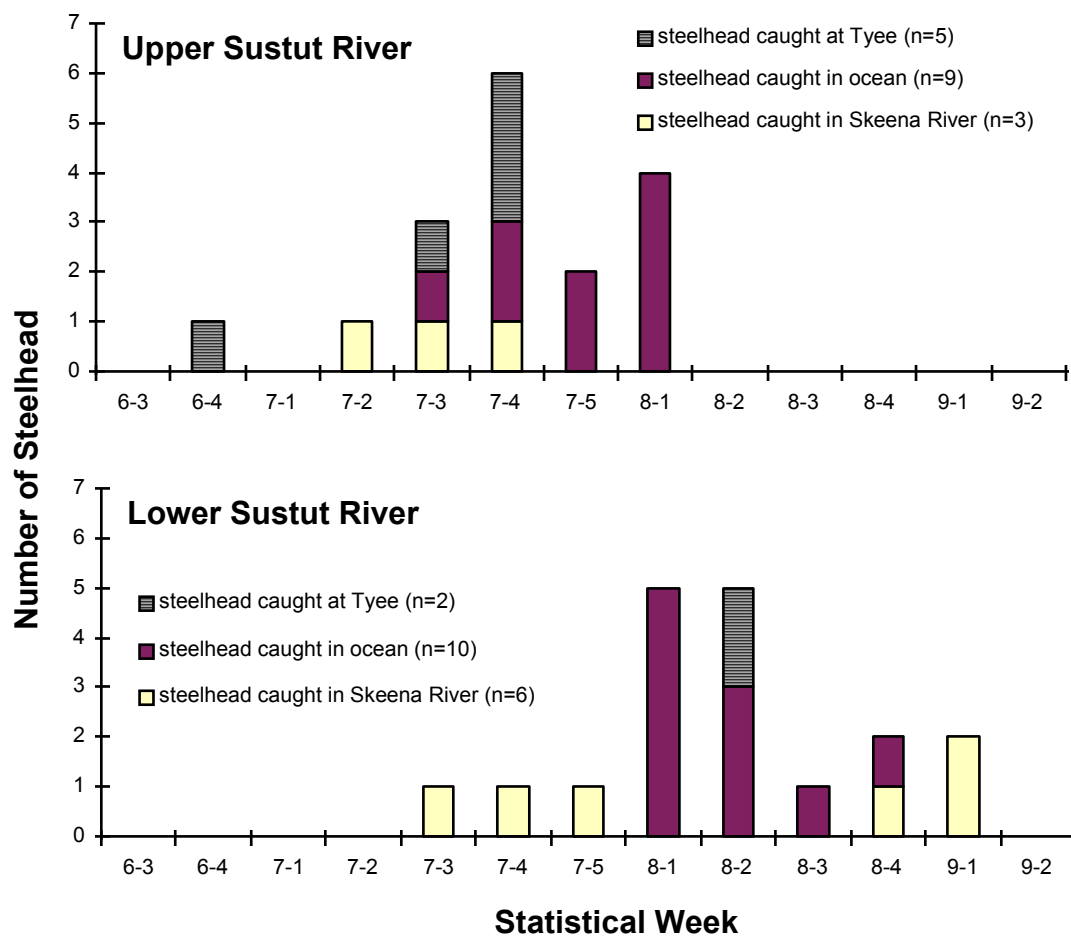 Upper Sustut River
steelhead caught at Tyee (n=5)
steelhead caught in ocean (n=9)
steelhead caught in Skeena River (n=3)
7
6
5
4
3
2
1
0
6-3 6-4 7-1 7-2 7-3 7-4 7-5 8-1 8-2 8-3 8-4 9-1 9-2
Number of Steelhead
Lower Sustut River
steelhead caught at Tyee (n=2)
steelhead caught in ocean (n=10)
steelhead caught in Skeena River (n=6)
7
6
5
4
3
2
1
0
6-3 6-4 7-1 7-2 7-3 7-4 7-5 8-1 8-2 8-3 8-4 9-1 9-2
Statistical Week